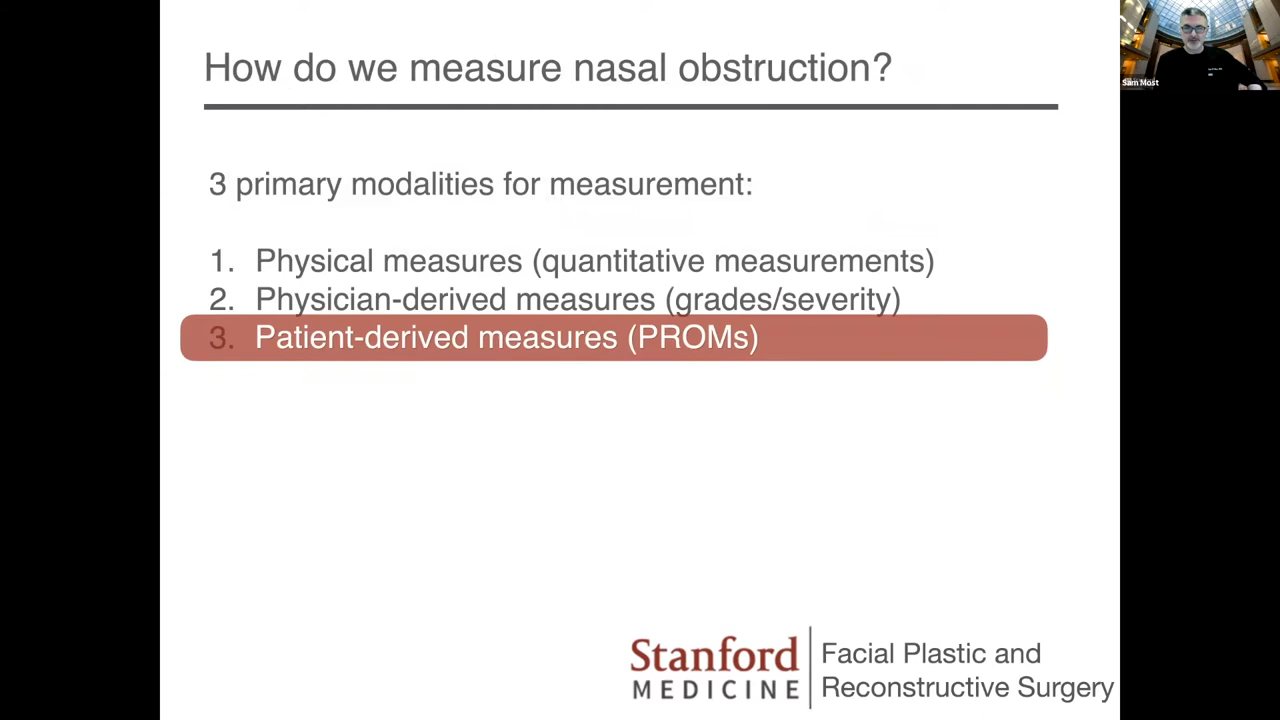 How do we measure nasal obstruction?
Sam Most
3 primary modalities for measurement:
1. Physical measures (quantitative measurements)
2. Physician-derived measures (grades/severity)
3. Patient-derived measures (PROMs)
Stanford
MEDICINE
Facial Plastic and
Reconstructive Surgery